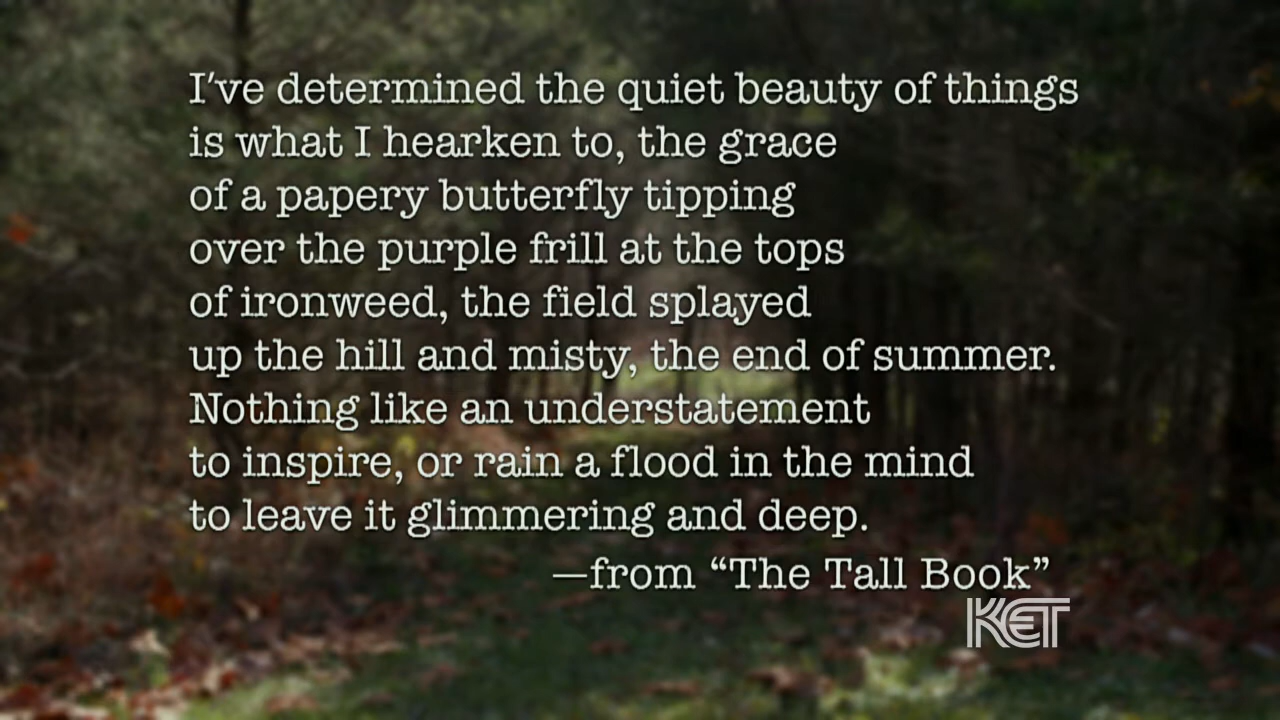 I've determined the quiet beauty of things
is what I hearken to, the grace
of a papery butterfly tipping
over the purple frill at the tops
of ironweed, the field splayed
up the hill and misty, the end of summer.
Nothing like an understatement
to inspire, or rain a flood in the mind
to leave it glimmering and deep.
—from “The Tall Book”
KET